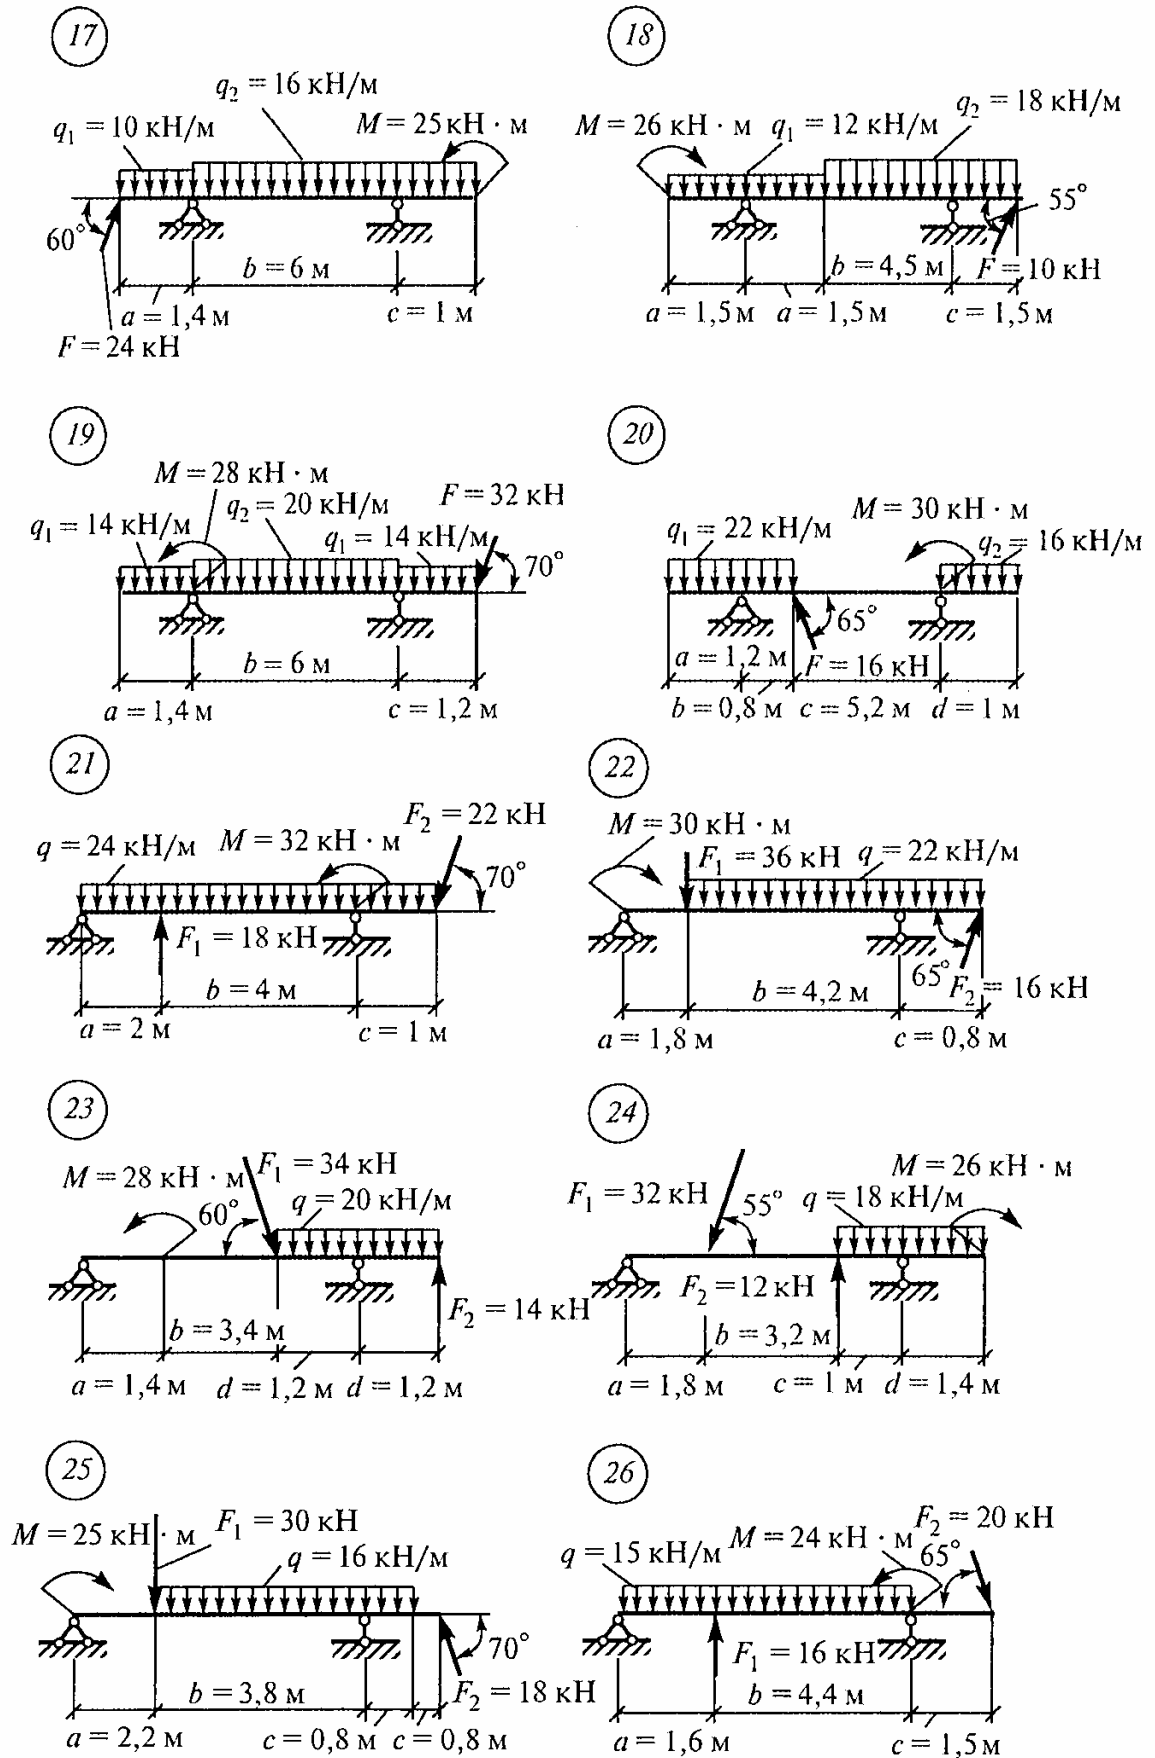 17
q₂ = 16 кН/м
q₁ = 10 кН/м
M = 25 кН · м
60°
b = 6 м
a = 1,4 м
c = 1 м
F = 24 кН
18
q₂ = 18 кН/м
M = 26 кН · м
q₁ = 12 кН/м
55°
b = 4,5 м
F = 10 кН
a = 1,5 м
a = 1,5 м
c = 1,5 м
19
M = 28 кН · м
F = 32 кН
q₂ = 20 кН/м
q₁ = 14 кН/м
q₁ = 14 кН/м
70°
b = 6 м
a = 1,4 м
c = 1,2 м
20
M = 30 кН · м
q₁ = 22 кН/м
q₂ = 16 кН/м
65°
a = 1,2 м
F = 16 кН
b = 0,8 м
c = 5,2 м
d = 1 м
21
F₂ = 22 кН
q = 24 кН/м
M = 32 кН · м
70°
F₁ = 18 кН
b = 4 м
a = 2 м
c = 1 м
22
M = 30 кН · м
F₁ = 36 кН
q = 22 кН/м
65°
b = 4,2 м
F₂ = 16 кН
a = 1,8 м
c = 0,8 м
23
M = 28 кН · м
F₁ = 34 кН
q = 20 кН/м
60°
F₂ = 14 кН
b = 3,4 м
a = 1,4 м
d = 1,2 м
d = 1,2 м
24
M = 26 кН · м
F₁ = 32 кН
55°
q = 18 кН/м
F₂ = 12 кН
b = 3,2 м
a = 1,8 м
c = 1 м
d = 1,4 м
25
M = 25 кН · м
F₁ = 30 кН
q = 16 кН/м
70°
b = 3,8 м
F₂ = 18 кН
a = 2,2 м
c = 0,8 м
c = 0,8 м
26
F₂ = 20 кН
M = 24 кН · м
q = 15 кН/м
65°
F₁ = 16 кН
b = 4,4 м
a = 1,6 м
c = 1,5 м